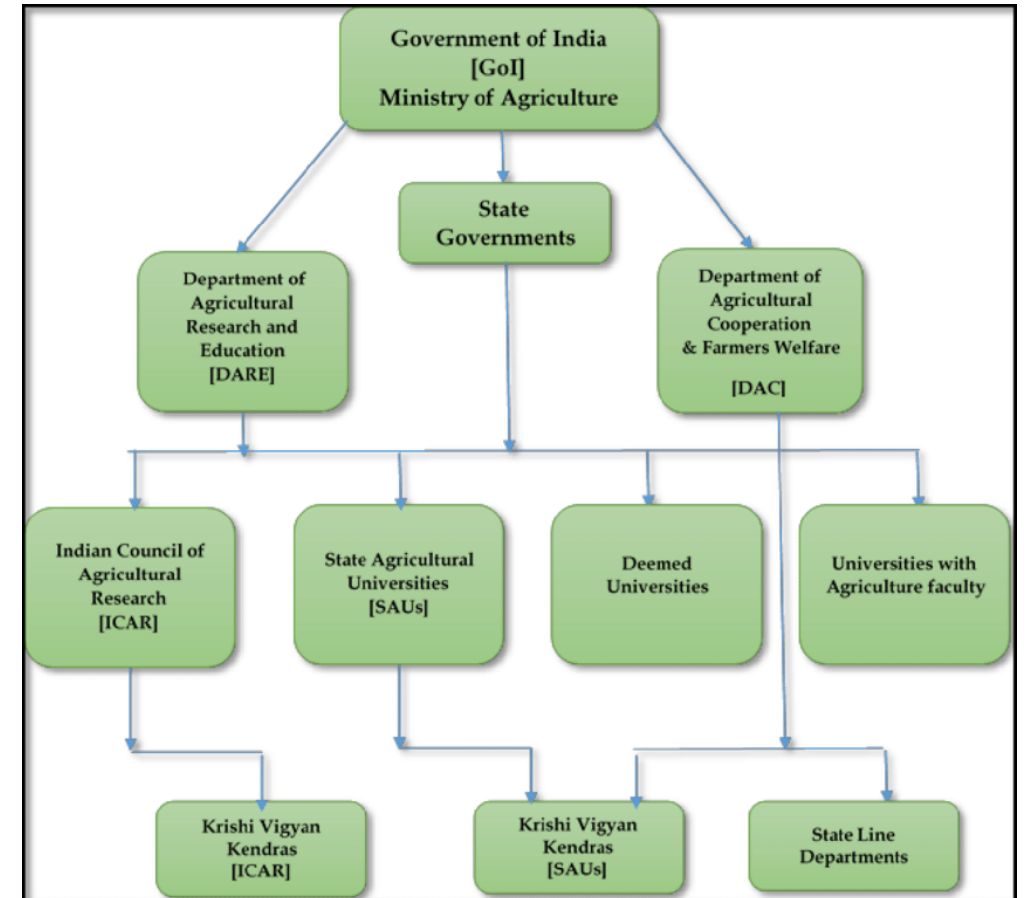 Government of India
[GoI]
Ministry of Agriculture
State
Governments
Department of
Agricultural
Research and
Education
[DARE]
Department of
Agricultural
Cooperation
& Farmers Welfare
[DAC]
Indian Council of
Agricultural
Research
[ICAR]
State Agricultural
Universities
[SAUs]
Deemed
Universities
Universities with
Agriculture faculty
Krishi Vigyan
Kendras
[ICAR]
Krishi Vigyan
Kendras
[SAUs]
State Line
Departments